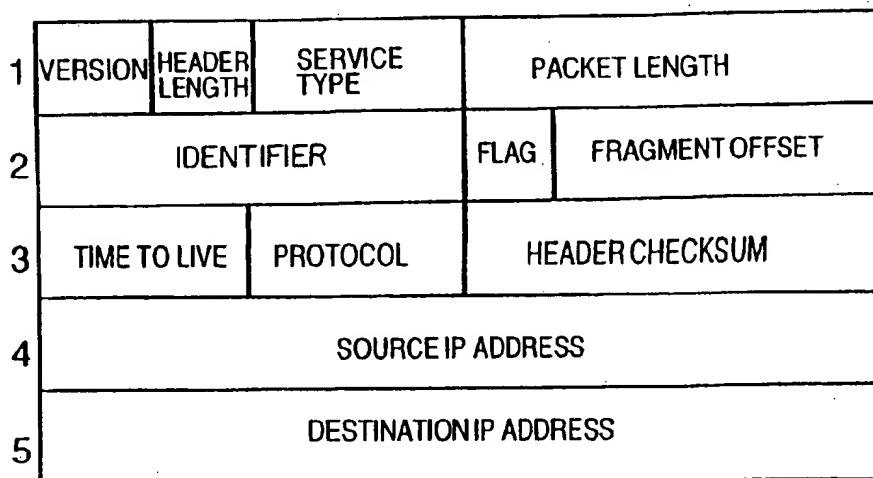 1 VERSION HEADER LENGTH SERVICE TYPE PACKET LENGTH
2 IDENTIFIER FLAG FRAGMENT OFFSET
3 TIME TO LIVE PROTOCOL HEADER CHECKSUM
4 SOURCE IP ADDRESS
5 DESTINATION IP ADDRESS